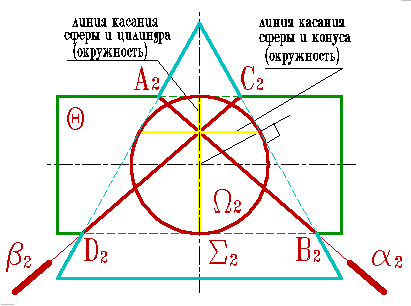 линия касания
сферы и цилиндра
(окружность)
линия касания
сферы и конуса
(окружность)
A₂
C₂
Θ
Ω₂
β₂
D₂
Σ₂
B₂
α₂